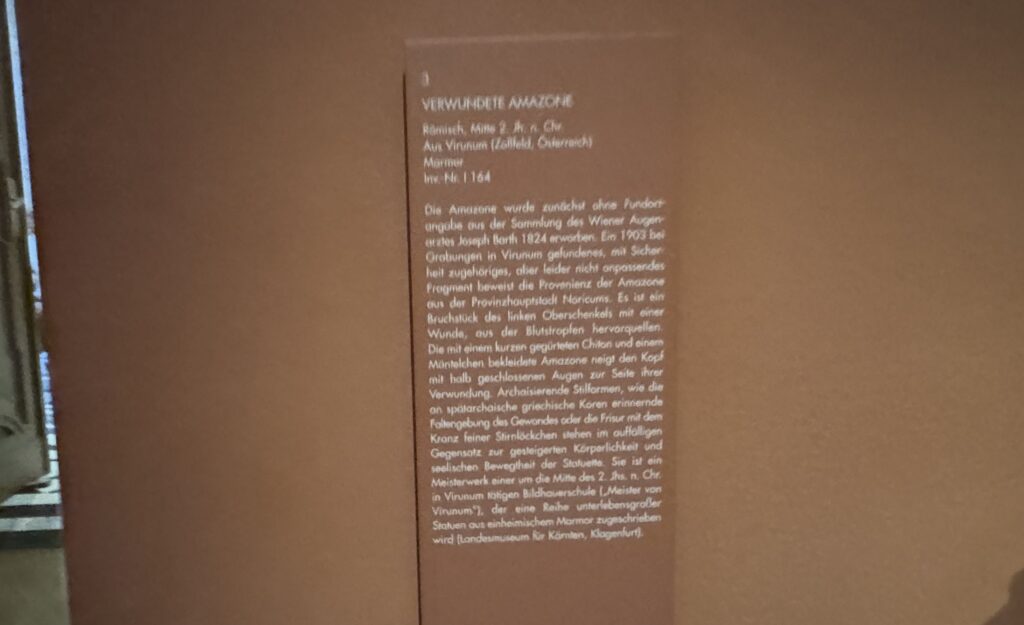 3
VERWUNDETE AMAZONE
Römisch, Mitte 2. Jh. n. Chr.
Aus Virunum (Zollfeld, Österreich)
Marmor
Inv.-Nr. I 164
Die Amazone wurde zunächst ohne Fundort-
angabe aus der Sammlung des Wiener Augen-
arztes Joseph Barth 1824 erworben. Ein 1903 bei
Grabungen in Virunum gefundenes, mit Sicher-
heit zugehöriges, aber leider nicht anpassendes
Fragment beweist die Provenienz der Amazone
aus der Provinzhauptstadt Noricums. Es ist ein
Bruchstück des linken Oberschenkels mit einer
Wunde, aus der Blutstropfen hervorquellen.
Die mit einem kurzen gegürteten Chiton und einem
Mäntelchen bekleidete Amazone neigt den Kopf
mit halb geschlossenen Augen zur Seite ihrer
Verwundung. Archaisierende Stilformen, wie die
an spätarchaische griechische Koren erinnernde
Faltengebung des Gewandes oder die Frisur mit dem
Kranz feiner Stirnlöckchen stehen im auffälligen
Gegensatz zur gesteigerten Körperlichkeit und
seelischen Bewegtheit der Statuette. Sie ist ein
Meisterwerk einer um die Mitte des 2. Jhs. n. Chr.
in Virunum tätigen Bildhauerschule („Meister von
Virunum“), der eine Reihe unterlebensgroßer
Statuen aus einheimischem Marmor zugeschrieben
wird (Landesmuseum für Kärnten, Klagenfurt).